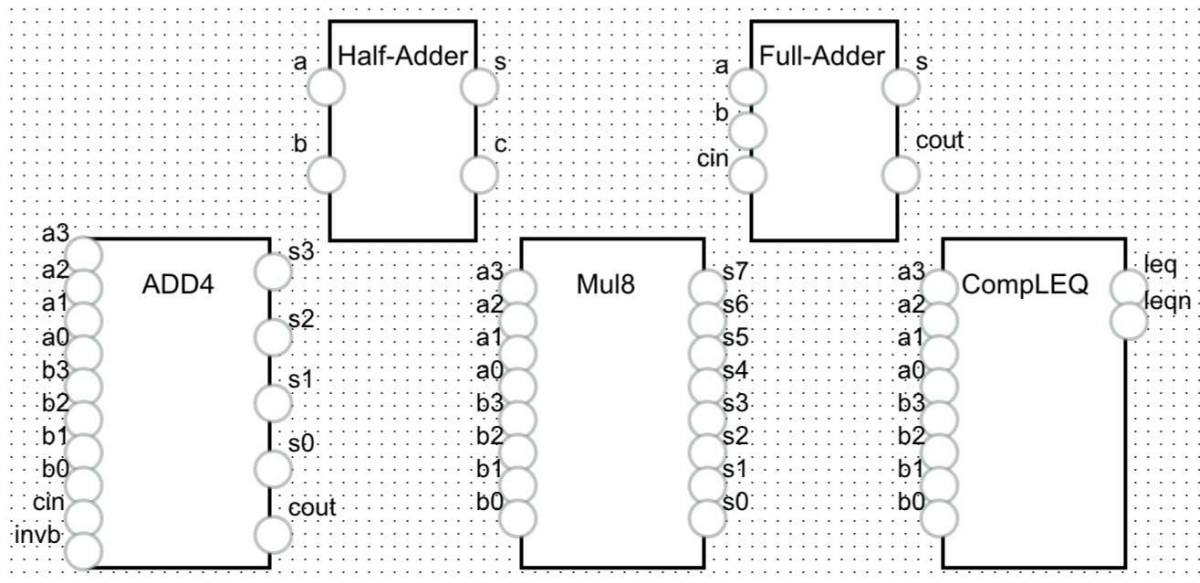 Half-Adder
a
s
b
c
Full-Adder
a
s
b
cin
cout
ADD4
a3
a2
a1
a0
b3
b2
b1
b0
cin
invb
s3
s2
s1
s0
cout
Mul8
a3
a2
a1
a0
b3
b2
b1
b0
s7
s6
s5
s4
s3
s2
s1
s0
CompLEQ
a3
a2
a1
a0
b3
b2
b1
b0
leq
leqn